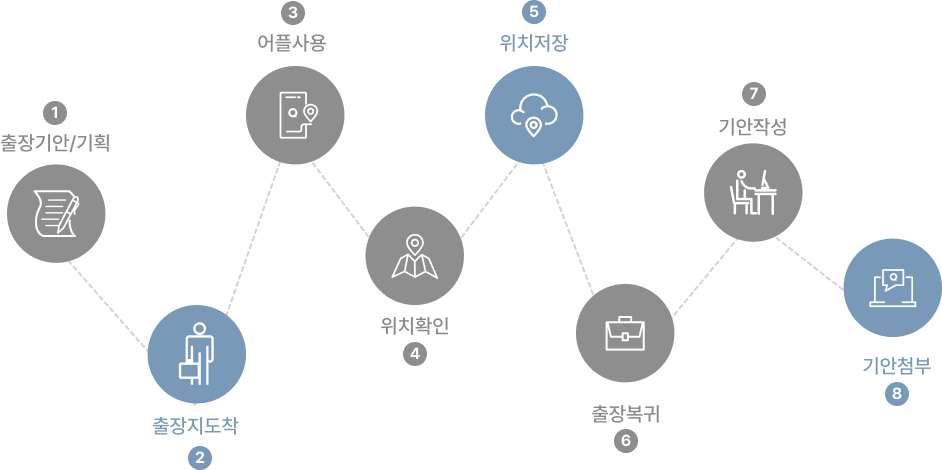 1
출장기안/기획
출장지도착
2
3
어플사용
위치확인
4
5
위치저장
출장복귀
6
7
기안작성
기안첨부
8